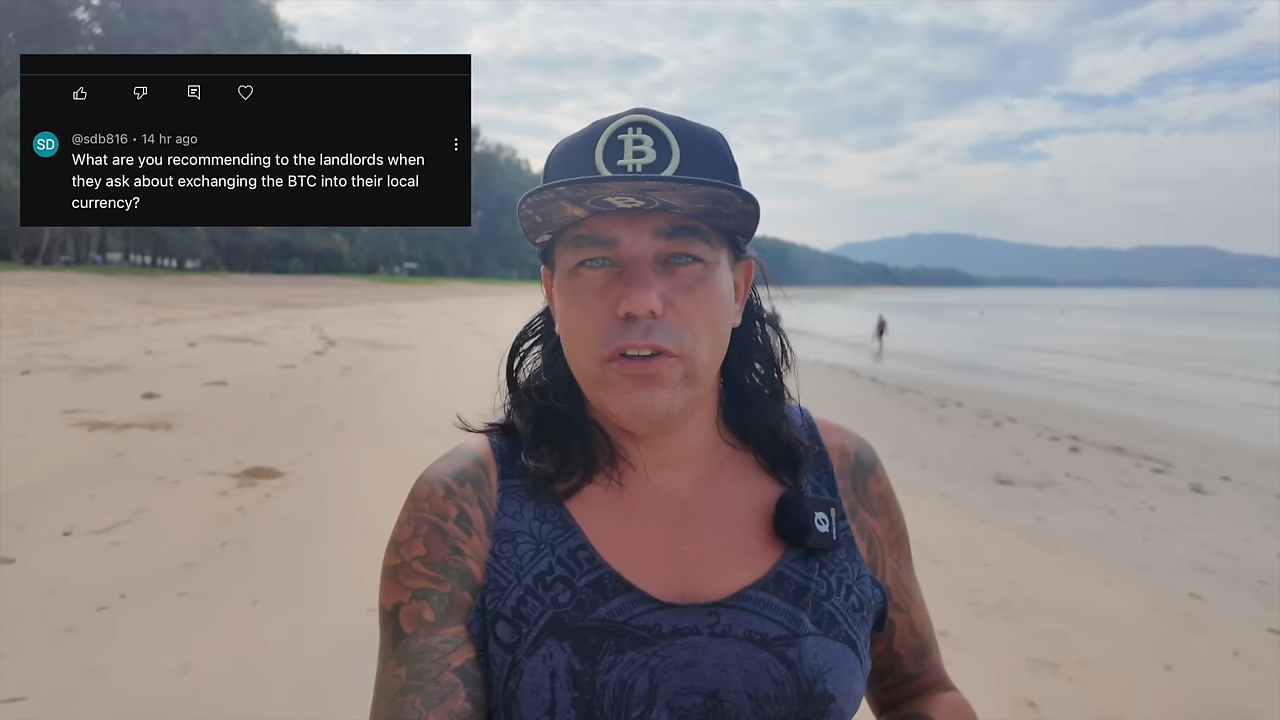 SD
@sdb816 • 14 hr ago
What are you recommending to the landlords when
they ask about exchanging the BTC into their local
currency?